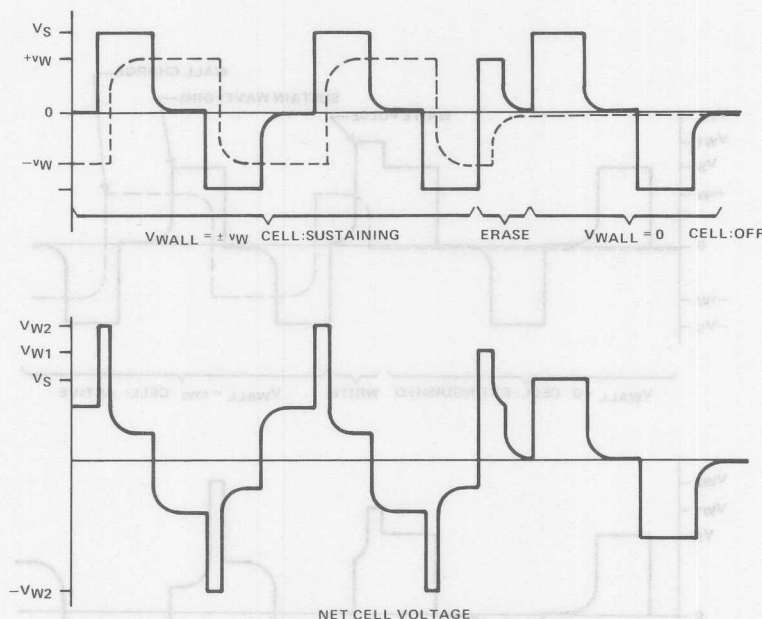 VS
+vW
0
−vW
VWALL = ± vW CELL:SUSTAINING
ERASE
VWALL = 0 CELL:OFF
VW2
VW1
VS
−VW2
NET CELL VOLTAGE